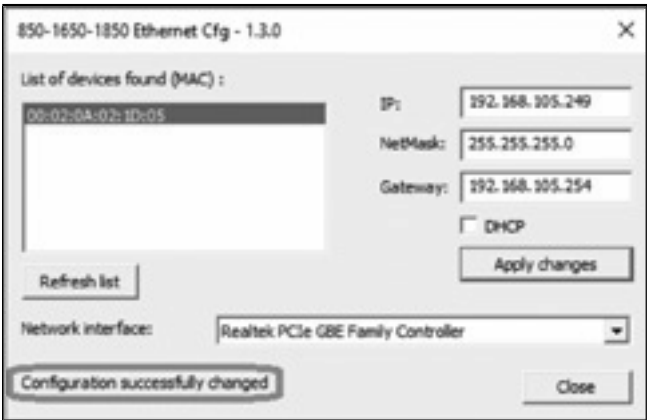 850-1650-1850 Ethernet Cfg - 1.3.0
List of devices found (MAC) :
00:02:0A:02:1D:05
IP:
192.168.105.249
NetMask:
255.255.255.0
Gateway:
192.168.105.254
DHCP
Apply changes
Refresh list
Network interface:
Realtek PCIe GBE Family Controller
Configuration successfully changed
Close